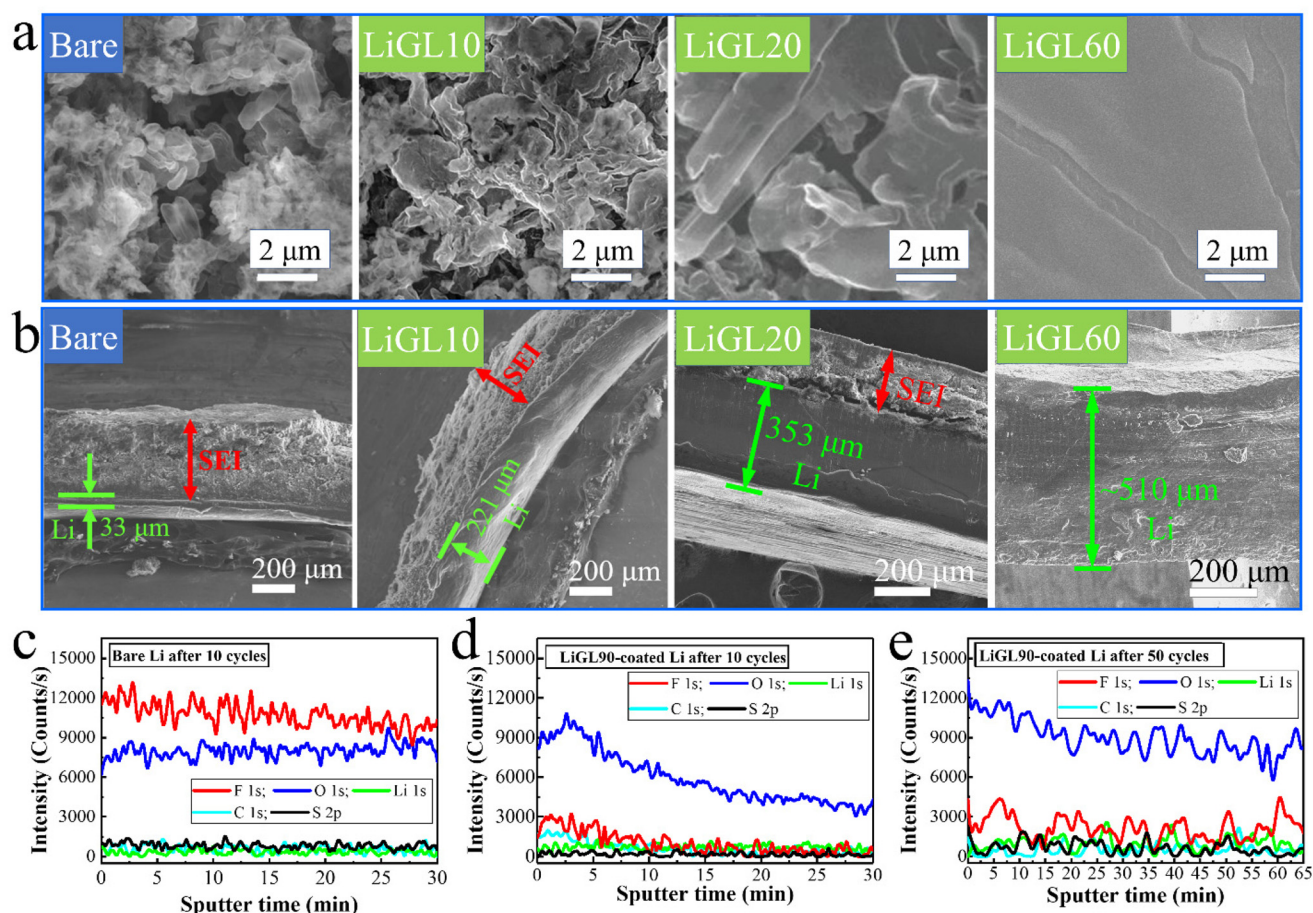 a
Bare
LiGL10
LiGL20
LiGL60
2 μm
2 μm
2 μm
2 μm
b
Bare
LiGL10
LiGL20
LiGL60
SEI
Li
33 μm
200 μm
SEI
221 μm
Li
200 μm
SEI
353 μm
Li
200 μm
~510 μm
Li
200 μm
c
Bare Li after 10 cycles
F 1s; O 1s; Li 1s
C 1s; S 2p
Intensity (Counts/s)
15000
12000
9000
6000
3000
0
0 5 10 15 20 25 30
Sputter time (min)
d
LiGL90-coated Li after 10 cycles
F 1s; O 1s; Li 1s
C 1s; S 2p
Intensity (Counts/s)
15000
12000
9000
6000
3000
0
0 5 10 15 20 25 30
Sputter time (min)
e
LiGL90-coated Li after 50 cycles
F 1s; O 1s; Li 1s
C 1s; S 2p
Intensity (Counts/s)
15000
12000
9000
6000
3000
0
0 5 10 15 20 25 30 35 40 45 50 55 60 65
Sputter time (min)